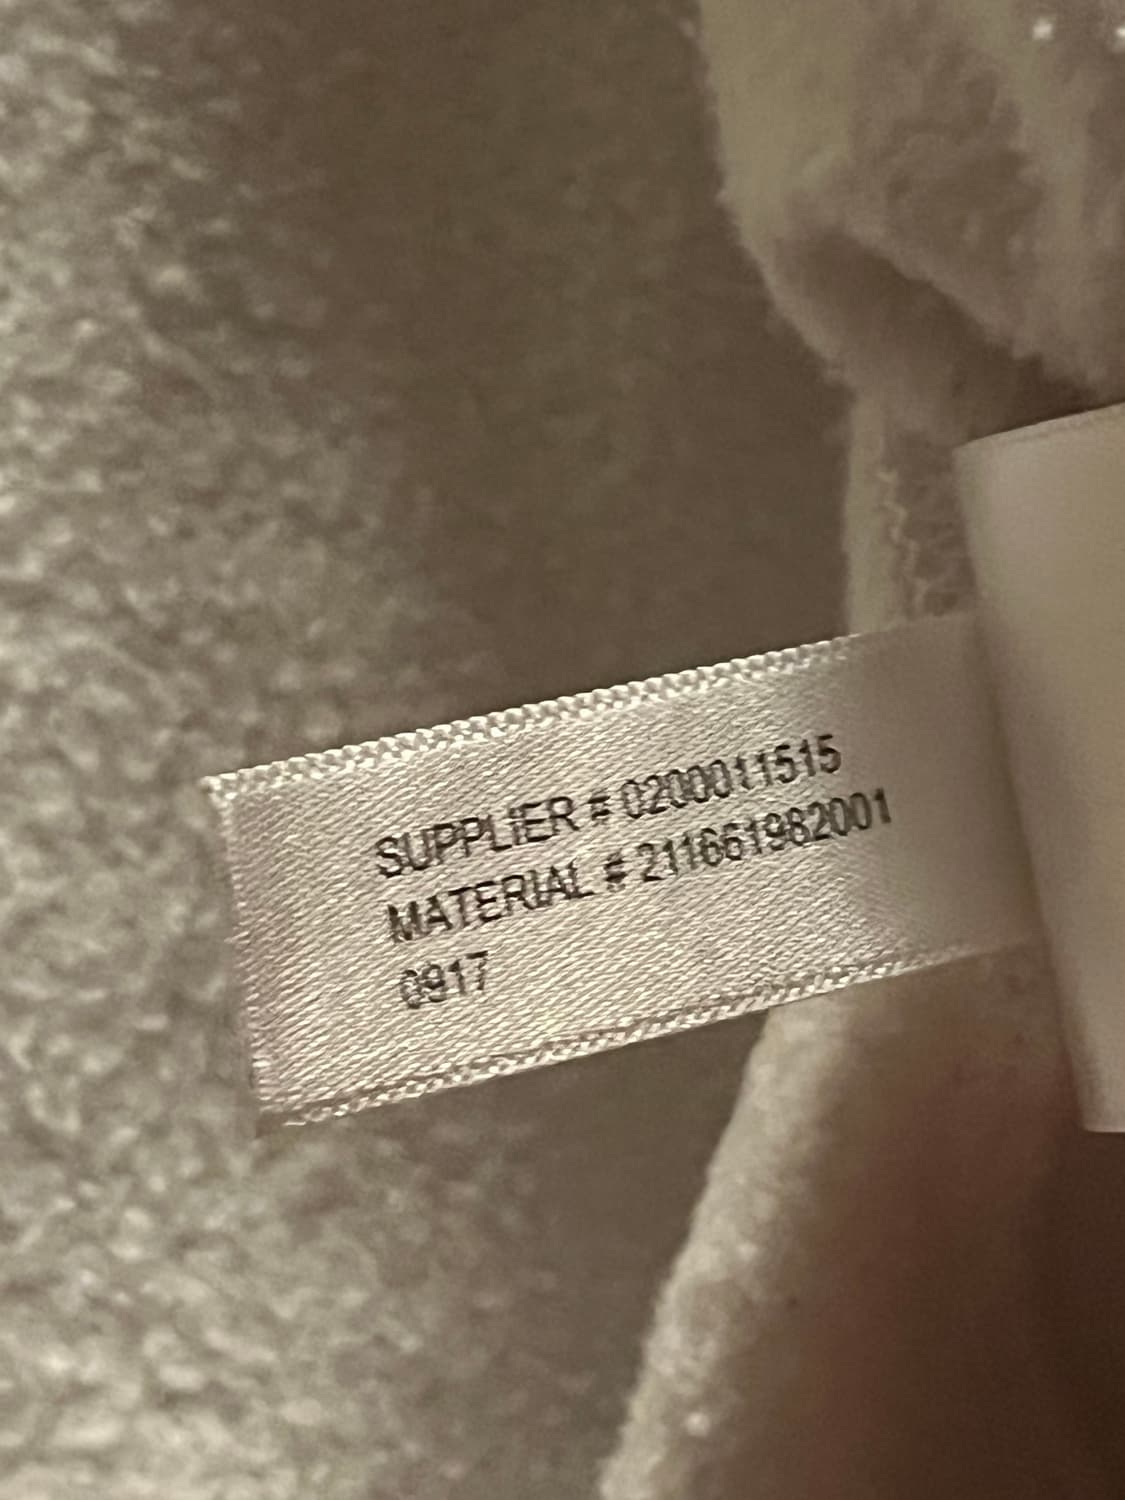 SUPPLIER # 0200011515
MATERIAL # 211661982001
0917